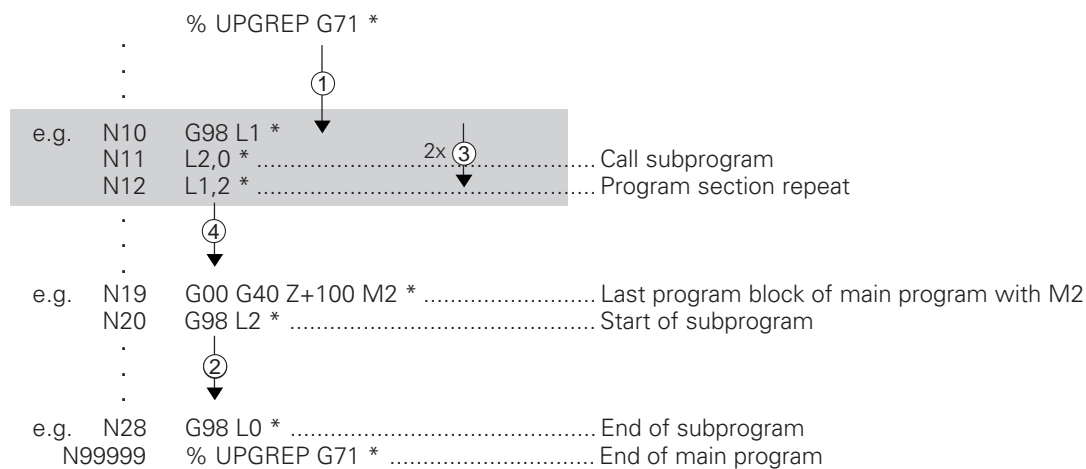 % UPGREP G71 *
.
.
.
①
e.g. N10 G98 L1 *
N11 L2,0 * ........................ Call subprogram
2x ③
N12 L1,2 * ........................ Program section repeat
.
.
.
④
e.g. N19 G00 G40 Z+100 M2 * ........................ Last program block of main program with M2
N20 G98 L2 * ........................ Start of subprogram
.
.
.
②
e.g. N28 G98 L0 * ........................ End of subprogram
N99999 % UPGREP G71 * ........................ End of main program